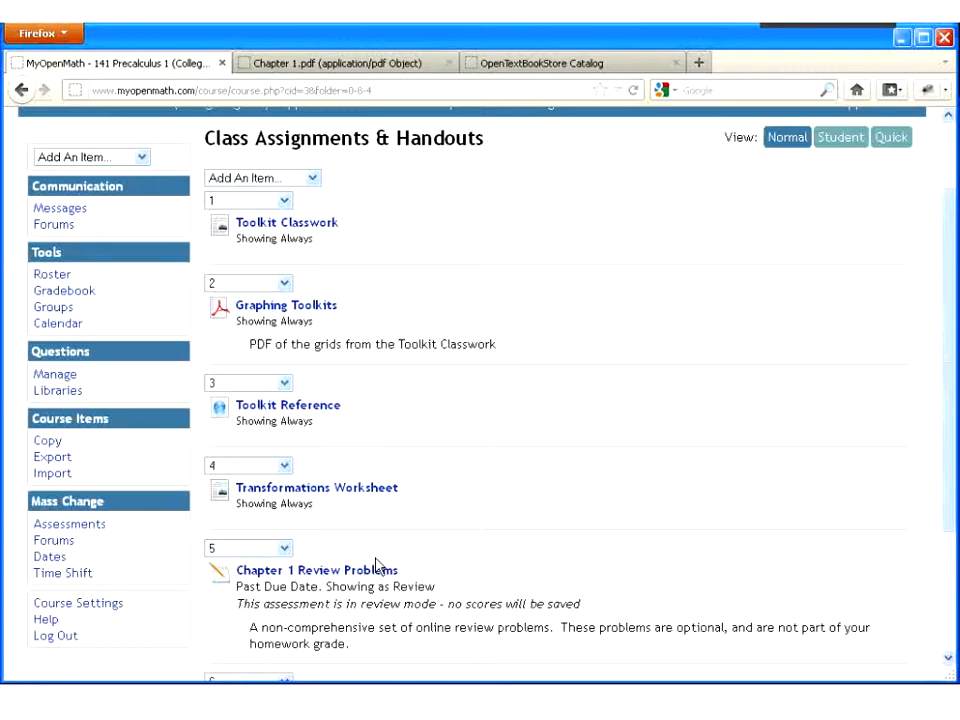 Firefox
MyOpenMath - 141 Precalculus 1 (Colleg... ×
Chapter 1.pdf (application/pdf Object) ×
OpenTextBookStore Catalog ×
www.myopenmath.com/course/course.php?cid=3&folder=0-8-4
Google
Class Assignments & Handouts
View: Normal Student Quick
Add An Item...
Communication
Messages
Forums
Tools
Roster
Gradebook
Groups
Calendar
Questions
Manage
Libraries
Course Items
Copy
Export
Import
Mass Change
Assessments
Forums
Dates
Time Shift
Course Settings
Help
Log Out
Add An Item...
1
Toolkit Classwork
Showing Always
2
Graphing Toolkits
Showing Always
PDF of the grids from the Toolkit Classwork
3
Toolkit Reference
Showing Always
4
Transformations Worksheet
Showing Always
5
Chapter 1 Review Problems
Past Due Date. Showing as Review
This assessment is in review mode - no scores will be saved
A non-comprehensive set of online review problems. These problems are optional, and are not part of your
homework grade.